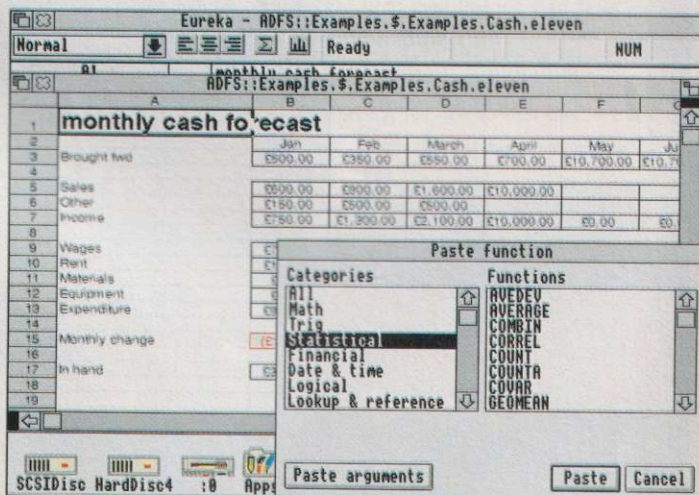 Eureka - ADFS::Examples.$.Examples.Cash.eleven
Normal Σ Ready NUM
A1 monthly cash forecast
ADFS::Examples.$.Examples.Cash.eleven
A B C D E F
1 monthly cash forecast
2 Jan Feb March April May
3 Brought fwd £500.00 £350.00 £550.00 £700.00 £10,700.00
4
5 Sales £600.00 £800.00 £1,600.00 £10,000.00
6 Other £150.00 £500.00 £500.00
7 Income £750.00 £1,300.00 £2,100.00 £10,000.00 £0.00
8
9 Wages
10 Rent
11 Materials
12 Equipment
13 Expenditure
14
15 Monthly change
16
17 In hand
18
19
Paste function
Categories
All
Math
Trig
Statistical
Financial
Date & time
Logical
Lookup & reference
Functions
AVEDEV
AVERAGE
COMBIN
CORREL
COUNT
COUNTA
COVAR
GEOMEAN
Paste arguments Paste Cancel
SCSIDisc HardDisc4 :0 Apps